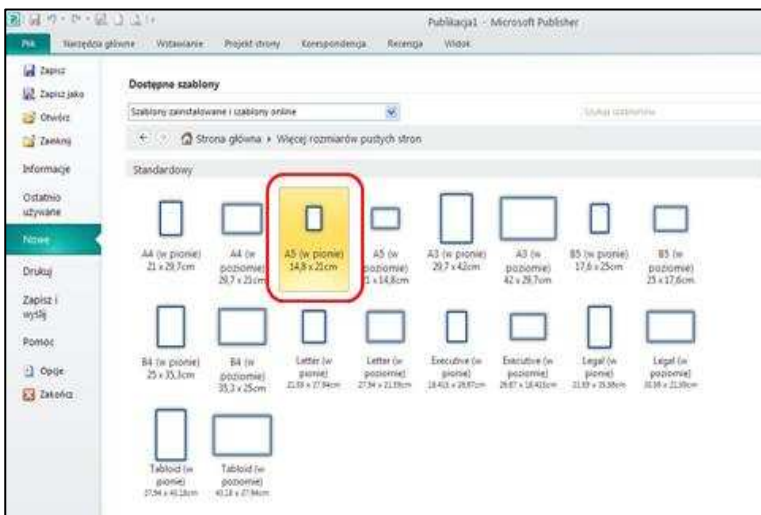 Publikacja1 - Microsoft Publisher
Plik Narzędzia główne Wstawianie Projekt strony Korespondencja Recenzja Widok
Zapisz
Zapisz jako
Otwórz
Zamknij
Informacje
Ostatnio
używane
Nowe
Drukuj
Zapisz i
wyślij
Pomoc
Opcje
Zakończ
Dostępne szablony
Szablony zainstalowane i szablony online
Strona główna Więcej rozmiarów pustych stron
Standardowy
A4 (w pionie)
21 x 29,7cm
A4 (w
poziomie)
29,7 x 21cm
A5 (w pionie)
14,8 x 21cm
A5 (w
poziomie)
21 x 14,8cm
A3 (w pionie)
29,7 x 42cm
A3 (w
poziomie)
42 x 29,7cm
B5 (w pionie)
17,6 x 25cm
B5 (w
poziomie)
25 x 17,6cm
B4 (w pionie)
25 x 35,3cm
B4 (w
poziomie)
35,3 x 25cm
Letter (w
pionie)
Letter (w
poziomie)
Executive (w
pionie)
Executive (w
poziomie)
Legal (w
pionie)
Legal (w
poziomie)
Tabloid (w
pionie)
Tabloid (w
poziomie)